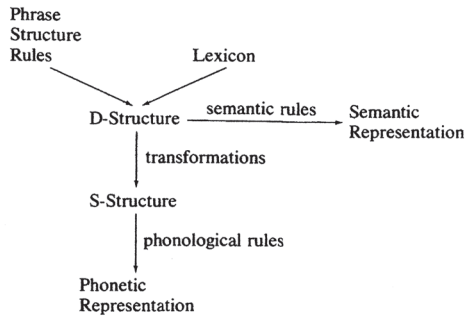 Phrase
Structure
Rules
Lexicon
D-Structure
semantic rules
Semantic
Representation
transformations
S-Structure
phonological rules
Phonetic
Representation